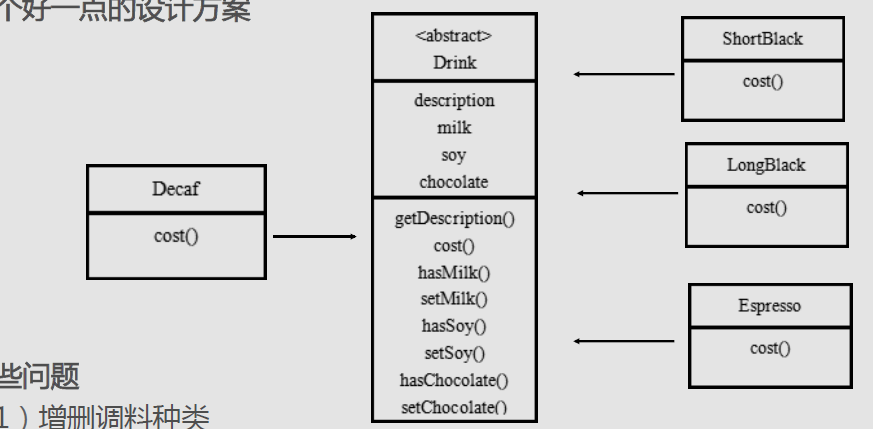 个好一点的设计方案
<abstract>
Drink
description
milk
soy
chocolate
getDescription()
cost()
hasMilk()
setMilk()
hasSoy()
setSoy()
hasChocolate()
setChocolate()
Decaf
cost()
ShortBlack
cost()
LongBlack
cost()
Espresso
cost()
些问题
1）增删调料种类